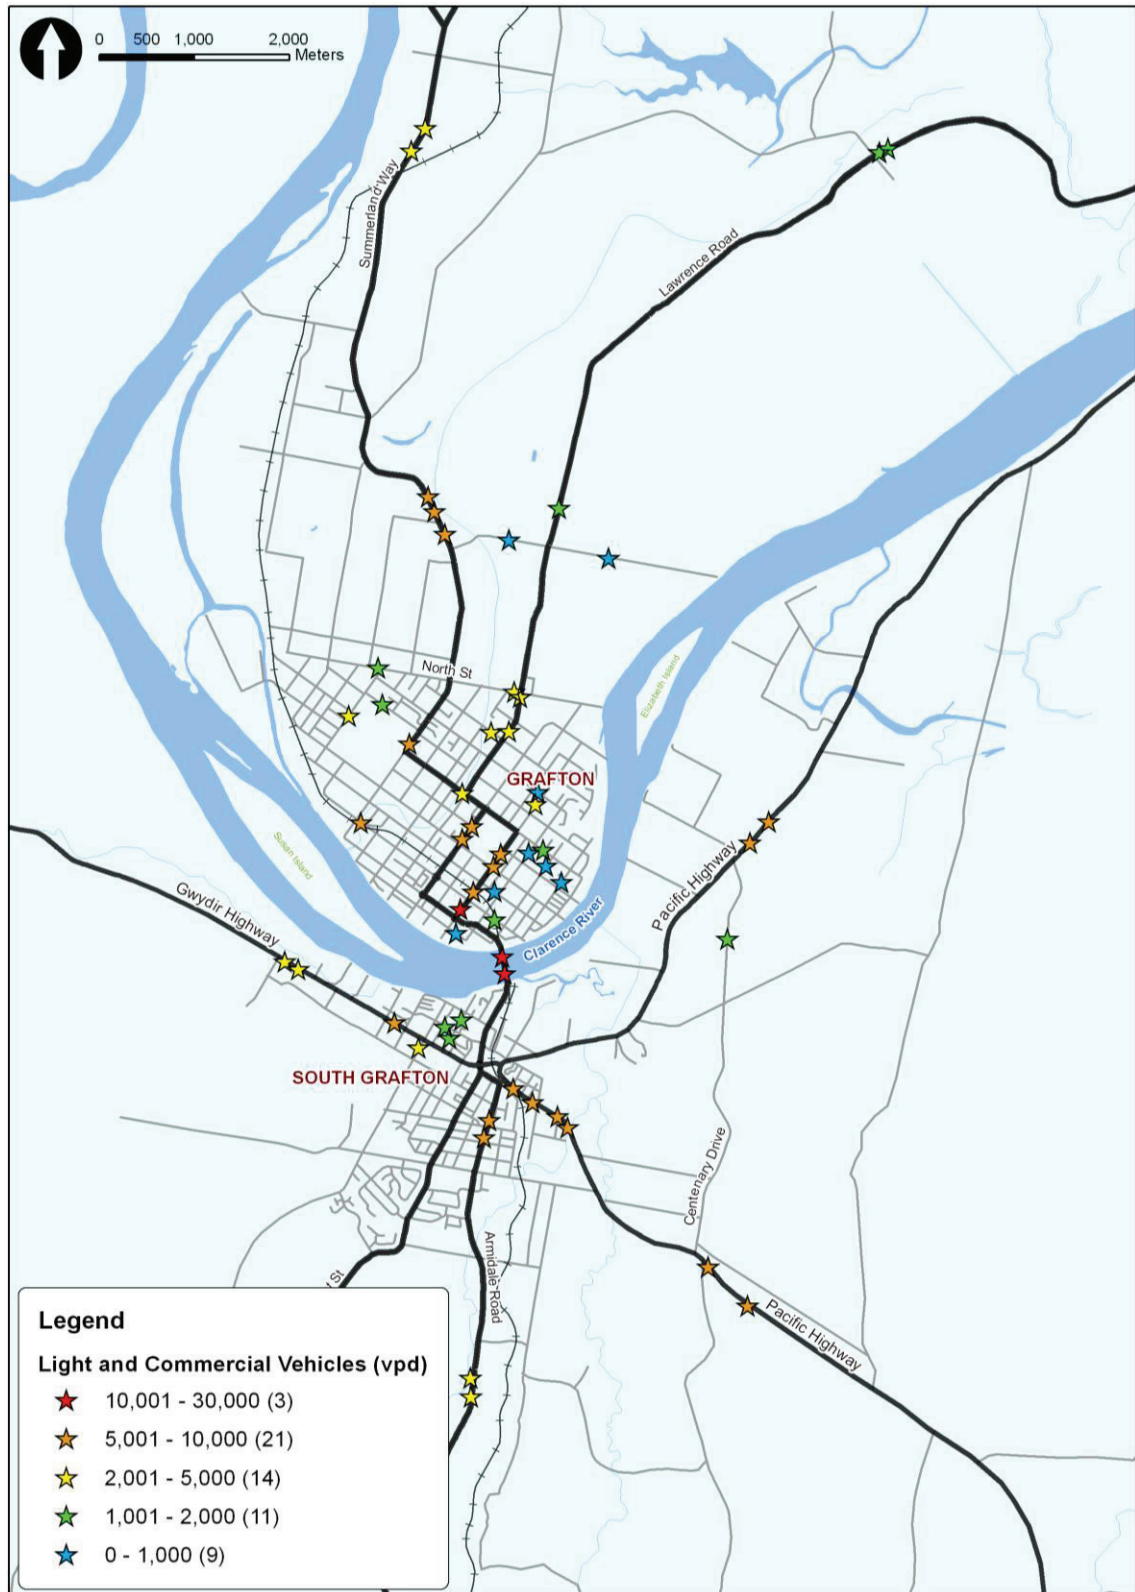 0 500 1,000 2,000
Meters
Summerland Way
Lawrence Road
North St
Elizabeth Island
GRAFTON
Susan Island
Pacific Highway
Gwydir Highway
Clarence River
SOUTH GRAFTON
Centenary Drive
Armidale Road
St
Pacific Highway
Legend
Light and Commercial Vehicles (vpd)
10,001 - 30,000 (3)
5,001 - 10,000 (21)
2,001 - 5,000 (14)
1,001 - 2,000 (11)
0 - 1,000 (9)